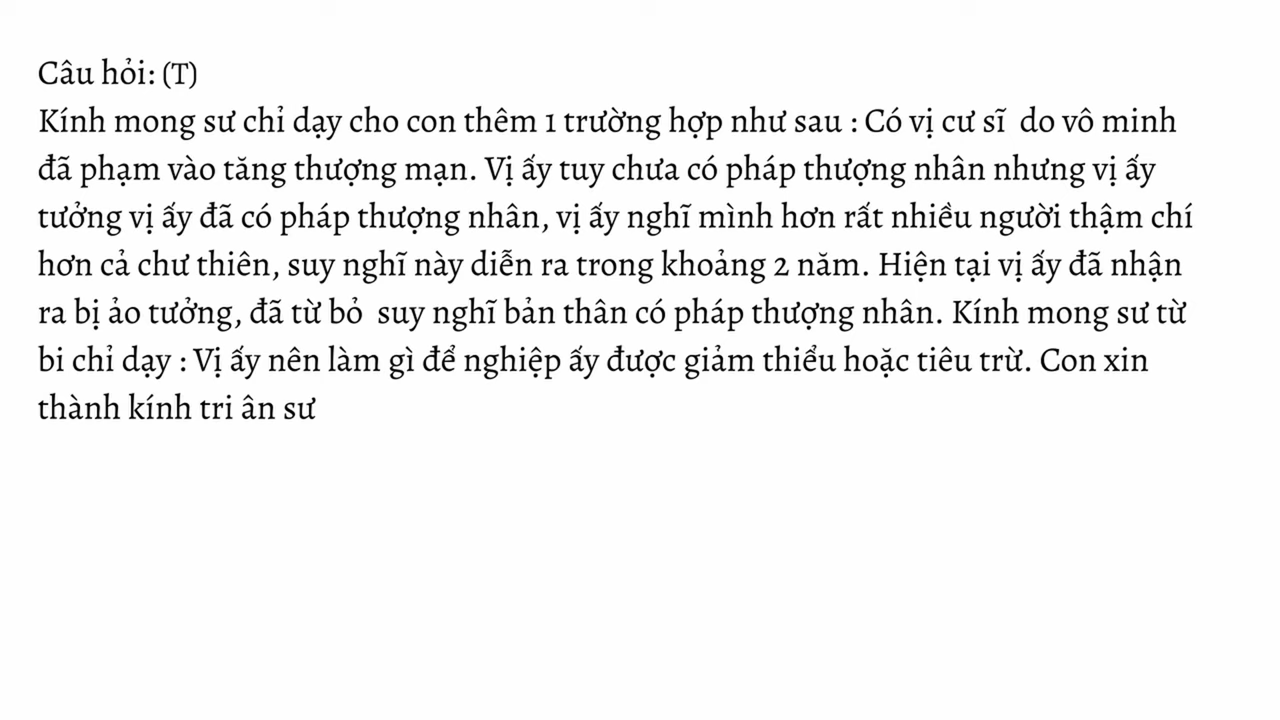 Câu hỏi: (T)
Kính mong sư chỉ dạy cho con thêm 1 trường hợp như sau : Có vị cư sĩ  do vô minh
đã phạm vào tăng thượng mạn. Vị ấy tuy chưa có pháp thượng nhân nhưng vị ấy
tưởng vị ấy đã có pháp thượng nhân, vị ấy nghĩ mình hơn rất nhiều người thậm chí
hơn cả chư thiên, suy nghĩ này diễn ra trong khoảng 2 năm. Hiện tại vị ấy đã nhận
ra bị ảo tưởng, đã từ bỏ  suy nghĩ bản thân có pháp thượng nhân. Kính mong sư từ
bi chỉ dạy : Vị ấy nên làm gì để nghiệp ấy được giảm thiểu hoặc tiêu trừ. Con xin
thành kính tri ân sư